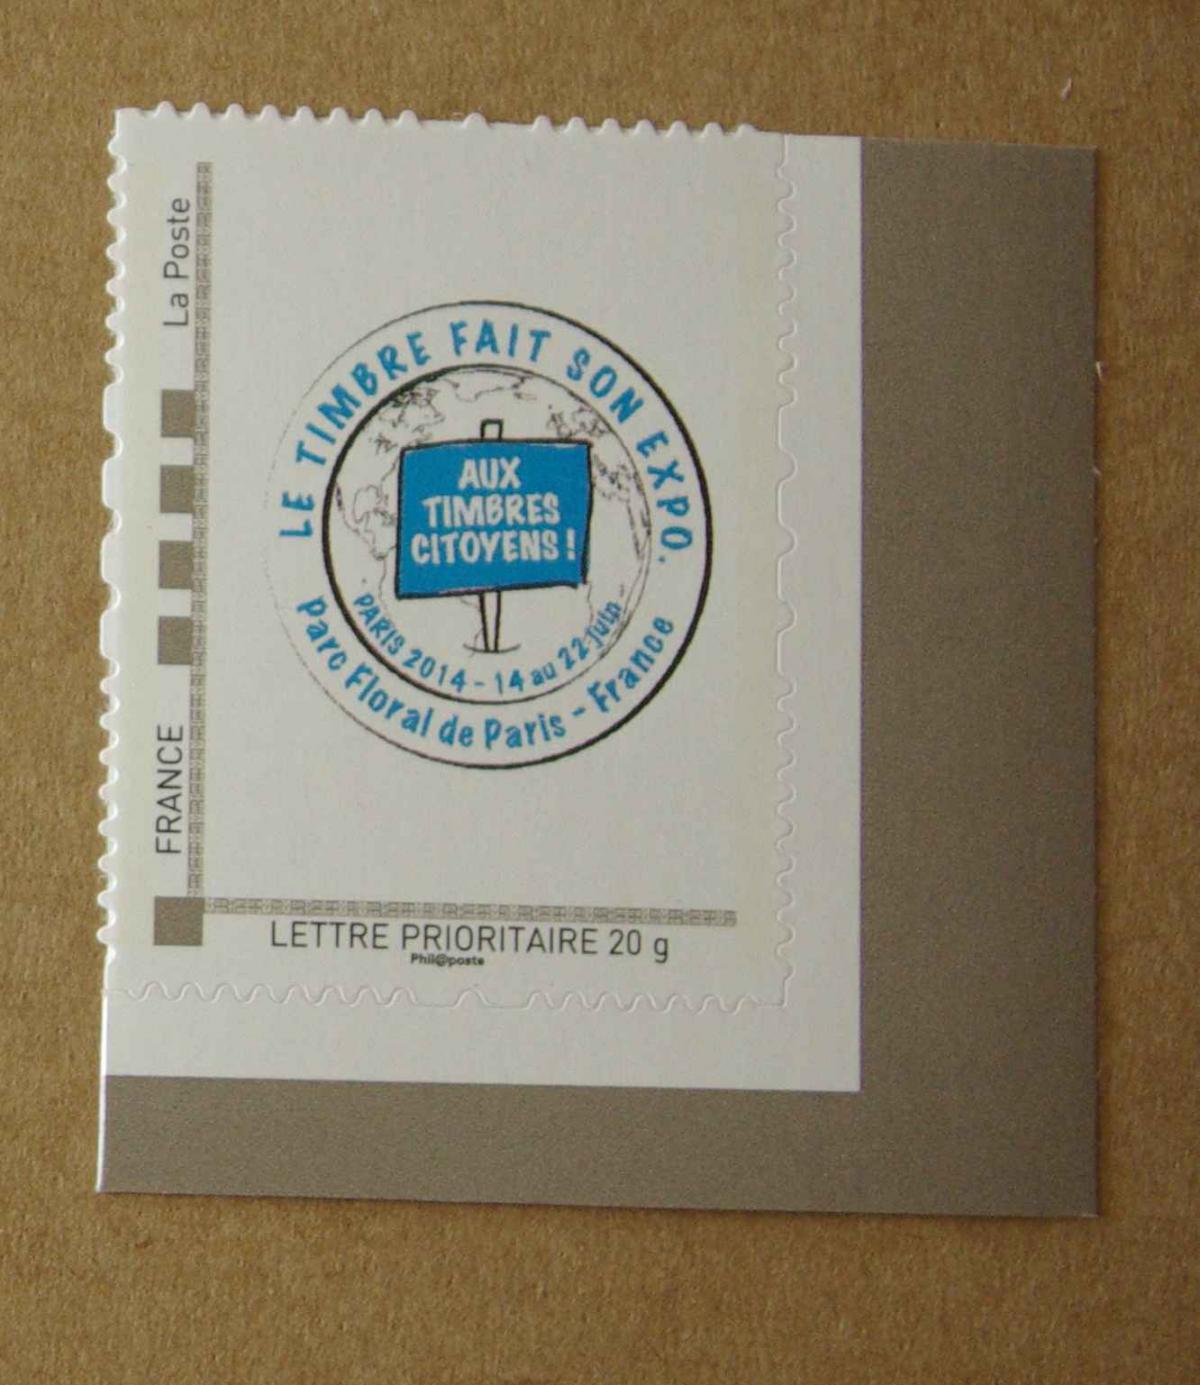 La Poste
FRANCE
LE TIMBRE FAIT SON EXPO.
AUX
TIMBRES
CITOYENS !
PARIS 2014 - 14 au 22 juin -
Parc Floral de Paris - France
LETTRE PRIORITAIRE 20 g
Phil@poste